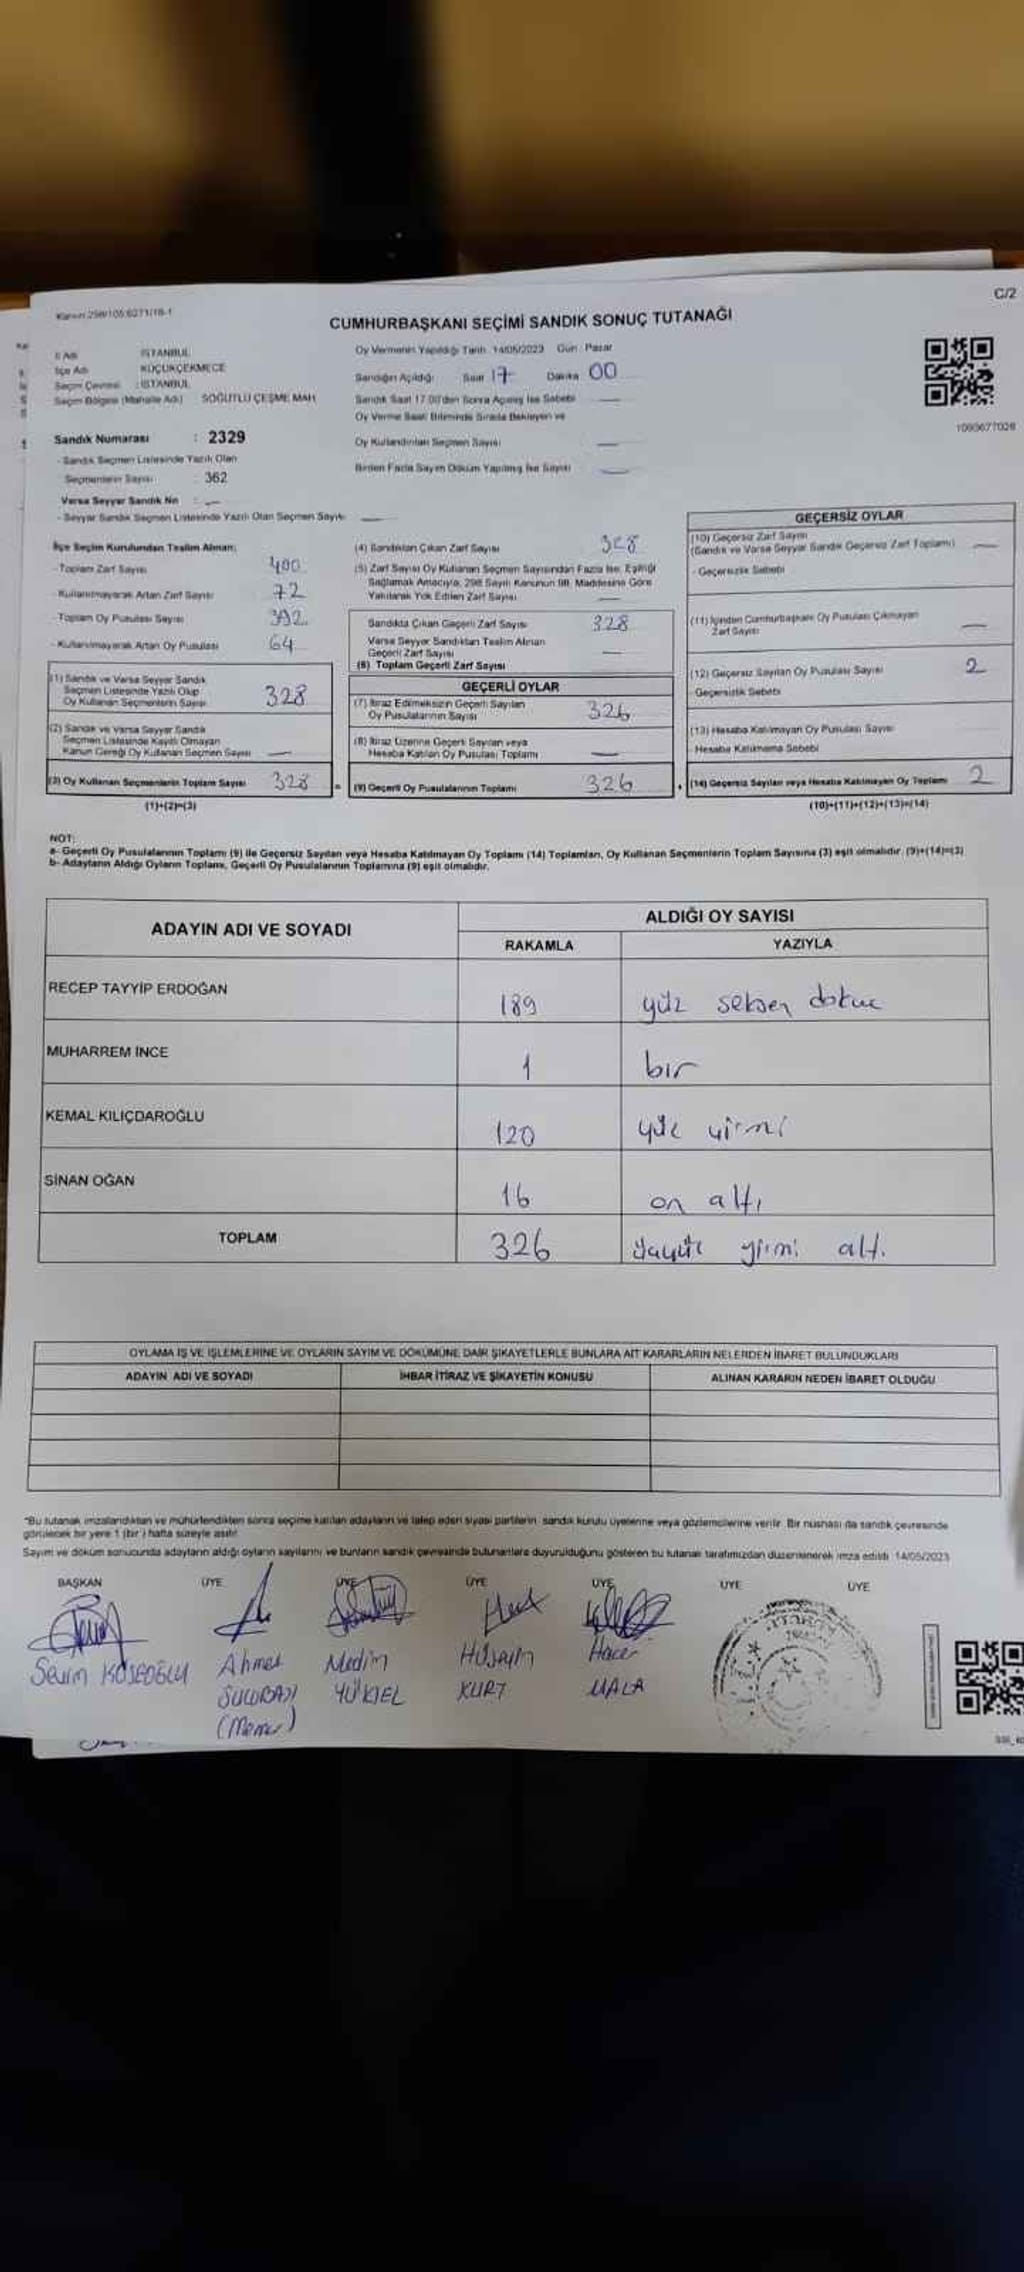 C/2
CUMHURBAŞKANI SEÇİMİ SANDIK SONUÇ TUTANAĞI
İl Adı İSTANBUL
İlçe Adı KÜÇÜKÇEKMECE
Seçim Çevresi : İSTANBUL
Seçim Bölgesi (Mahalle Adı) SÖĞÜTLÜ ÇEŞME MAH
Sandık Numarası : 2329
- Sandık Seçmen Listesinde Yazılı Olan
Seçmenlerin Sayısı 362
Varsa Seyyar Sandık No : —
- Seyyar Sandık Seçmen Listesinde Yazılı Olan Seçmen Sayısı —
Oy Vermenin Yapıldığı Tarih 14/05/2023 Gün : Pazar
Sandığın Açıldığı Saat 17 Dakika 00
Sandık Saat 17.00'den Sonra Açılmış İse Sebebi —
Oy Verme Saati Bitiminde Sırada Bekleyen ve
Oy Kullandırılan Seçmen Sayısı —
Birden Fazla Sayım Döküm Yapılmış İse Sayısı —
1093677028
İlçe Seçim Kurulundan Teslim Alınan;
- Toplam Zarf Sayısı 400
- Kullanılmayarak Artan Zarf Sayısı 72
- Toplam Oy Pusulası Sayısı 392
- Kullanılmayarak Artan Oy Pusulası 64
(1) Sandık ve Varsa Seyyar Sandık
Seçmen Listesinde Yazılı Olup
Oy Kullanan Seçmenlerin Sayısı 328
(2) Sandık ve Varsa Seyyar Sandık
Seçmen Listesinde Kayıtlı Olmayan
Kanun Gereği Oy Kullanan Seçmen Sayısı —
(3) Oy Kullanan Seçmenlerin Toplam Sayısı 328 =
(1)+(2)=(3)
(4) Sandıktan Çıkan Zarf Sayısı 328
(5) Zarf Sayısı Oy Kullanan Seçmen Sayısından Fazla İse, Eşitliği
Sağlamak Amacıyla, 298 Sayılı Kanunun 98. Maddesine Göre
Yakılarak Yok Edilen Zarf Sayısı —
Sandıkta Çıkan Geçerli Zarf Sayısı 328
Varsa Seyyar Sandıktan Teslim Alınan
Geçerli Zarf Sayısı —
(6) Toplam Geçerli Zarf Sayısı
GEÇERLİ OYLAR
(7) İtiraz Edilmeksizin Geçerli Sayılan
Oy Pusulalarının Sayısı 326
(8) İtiraz Üzerine Geçerli Sayılan veya
Hesaba Katılan Oy Pusulası Toplamı —
(9) Geçerli Oy Pusulalarının Toplamı 326 +
GEÇERSİZ OYLAR
(10) Geçersiz Zarf Sayısı
(Sandık ve Varsa Seyyar Sandık Geçersiz Zarf Toplamı) —
- Geçersizlik Sebebi
(11) İçinden Cumhurbaşkanı Oy Pusulası Çıkmayan
Zarf Sayısı —
(12) Geçersiz Sayılan Oy Pusulası Sayısı 2
- Geçersizlik Sebebi
(13) Hesaba Katılmayan Oy Pusulası Sayısı
- Hesaba Katılmama Sebebi
(14) Geçersiz Sayılan veya Hesaba Katılmayan Oy Toplamı 2
(10)+(11)+(12)+(13)=(14)
NOT:
a- Geçerli Oy Pusulalarının Toplamı (9) ile Geçersiz Sayılan veya Hesaba Katılmayan Oy Toplamı (14) Toplamları, Oy Kullanan Seçmenlerin Toplam Sayısına (3) eşit olmalıdır. (9)+(14)=(3)
b- Adayların Aldığı Oyların Toplamı, Geçerli Oy Pusulalarının Toplamına (9) eşit olmalıdır.
ADAYIN ADI VE SOYADI ALDIĞI OY SAYISI
RAKAMLA YAZIYLA
RECEP TAYYİP ERDOĞAN 189 yüz seksen dokuz
MUHARREM İNCE 1 bir
KEMAL KILIÇDAROĞLU 120 yüz yirmi
SİNAN OĞAN 16 on altı
TOPLAM 326 üçyüz yirmi altı
OYLAMA İŞ VE İŞLEMLERİNE VE OYLARIN SAYIM VE DÖKÜMÜNE DAİR ŞİKAYETLERLE BUNLARA AİT KARARLARIN NELERDEN İBARET BULUNDUKLARI
ADAYIN ADI VE SOYADI İHBAR İTİRAZ VE ŞİKAYETİN KONUSU ALINAN KARARIN NEDEN İBARET OLDUĞU
"Bu tutanak imzalandıktan ve mühürlendikten sonra seçime katılan adayların ve talep eden siyasi partilerin sandık kurulu üyelerine veya gözlemcilerine verilir. Bir nüshası da sandık çevresinde
görülecek bir yere 1 (bir) hafta süreyle asılır.
Sayım ve döküm sonucunda adayların aldığı oyların sayılarını ve bunların sandık çevresinde bulunanlara duyurulduğunu gösteren bu tutanak tarafımızdan düzenlenerek imza edildi. 14/05/2023
BAŞKAN ÜYE ÜYE ÜYE ÜYE ÜYE ÜYE
Sevim KÖSEOĞLU Ahmet Nedim Hüseyin Hacer
YÜKSEL KURT MALA
(Memur)